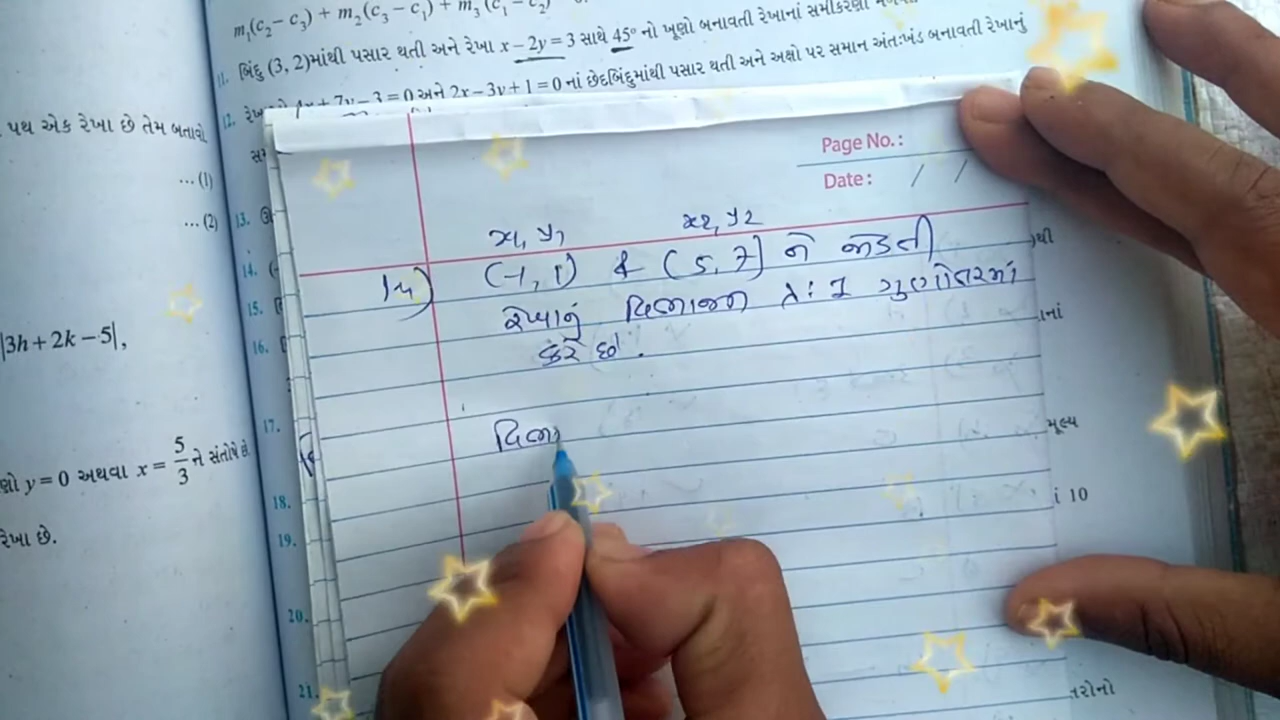 m₁(c₂ – c₃) + m₂(c₃ – c₁) + m₃ (c₁ – c₂)
11. બિંદુ (3, 2)માંથી પસાર થતી અને રેખા x – 2y = 3 સાથે 45° નો ખૂણો બનાવતી રેખાનાં સમીકરણો
12. 4x + 7y – 3 = 0 અને 2x – 3y + 1 = 0 નાં છેદબિંદુમાંથી પસાર થતી અને અક્ષો પર સમાન અંતઃખંડ બનાવતી રેખાનું
પથ એક રેખા છે તેમ બતાવો.
... (1)
... (2)
|3h + 2k – 5|,
y = 0 અથવા x = 5/3 ને સંતોષે છે.
રેખા છે.
13.
14.
15.
16.
17.
18.
19.
20.
21.
Page No.:
Date: / /
x₁, y₁ x₂, y₂
14) (-1, 1) & (5, 7) ને જોડતી
રેખાનું વિભાજન λ : 1 ગુણોત્તરમાં
કરે છે.
વિભા
થી
નાં
મૂલ્ય
10